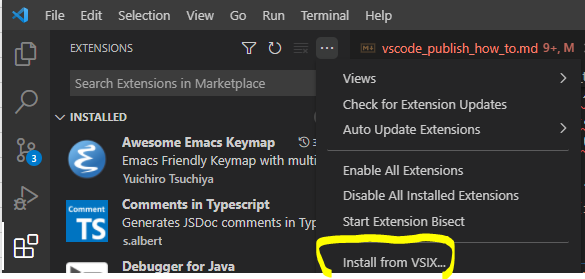 File Edit Selection View Go Run Terminal Help
EXTENSIONS
vscode_publish_how_to.md 9+, M
Search Extensions in Marketplace
INSTALLED
Awesome Emacs Keymap
Emacs Friendly Keymap with multi
Yuichiro Tsuchiya
Comment
TS
Comments in Typescript
Generates JSDoc comments in Typ
s.albert
Debugger for Java
3
Views
Check for Extension Updates
Auto Update Extensions
Enable All Extensions
Disable All Installed Extensions
Start Extension Bisect
Install from VSIX...